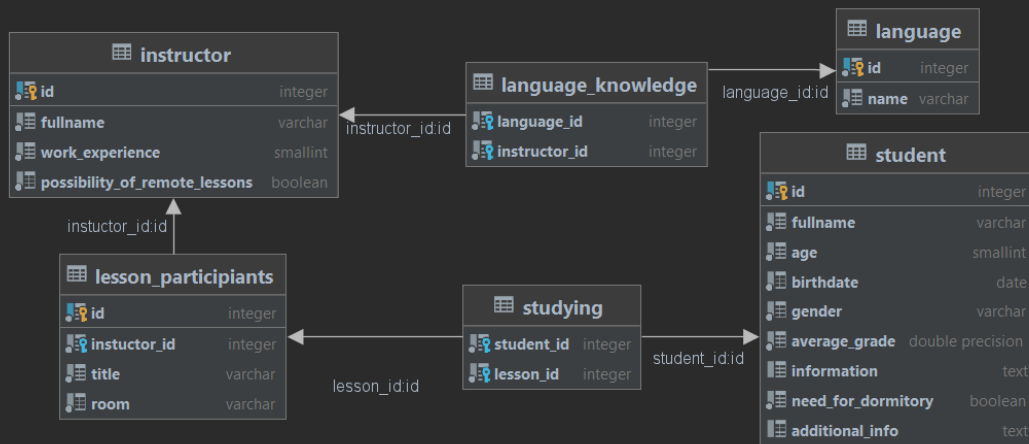 instructor
id integer
fullname varchar
work_experience smallint
possibility_of_remote_lessons boolean
instructor_id:id
language_knowledge
language_id integer
instructor_id integer
language_id:id
language
id integer
name varchar
instuctor_id:id
lesson_participiants
id integer
instuctor_id integer
title varchar
room varchar
lesson_id:id
studying
student_id integer
lesson_id integer
student_id:id
student
id integer
fullname varchar
age smallint
birthdate date
gender varchar
average_grade double precision
information text
need_for_dormitory boolean
additional_info text